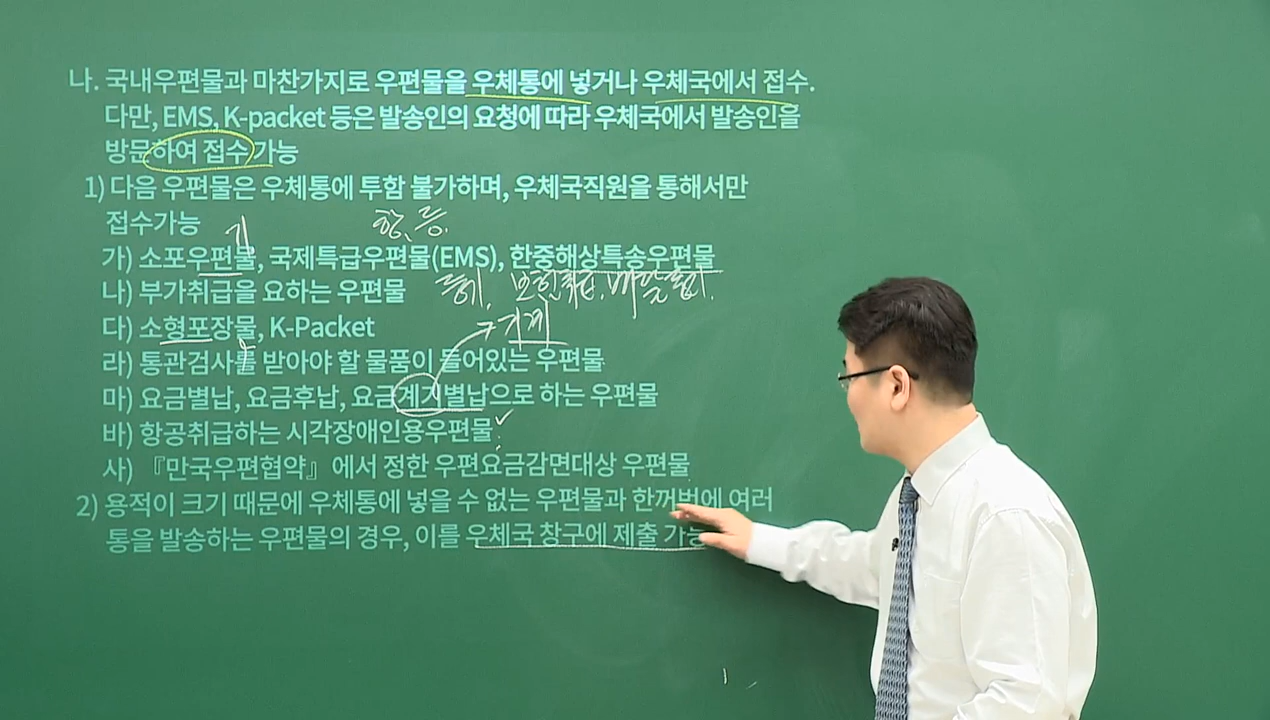 나. 국내우편물과 마찬가지로 우편물을 우체통에 넣거나 우체국에서 접수.
다만, EMS, K-packet 등은 발송인의 요청에 따라 우체국에서 발송인을
방문하여 접수 가능
1) 다음 우편물은 우체통에 투함 불가하며, 우체국직원을 통해서만
접수가능
항, 등.
가) 소포우편물, 국제특급우편물(EMS), 한중해상특송우편물
나) 부가취급을 요하는 우편물 등기, 보험취급, 배달통지.
다) 소형포장물, K-Packet 기계
라) 통관검사를 받아야 할 물품이 들어있는 우편물
마) 요금별납, 요금후납, 요금계기별납으로 하는 우편물
바) 항공취급하는 시각장애인용우편물
사) 『만국우편협약』에서 정한 우편요금감면대상 우편물
2) 용적이 크기 때문에 우체통에 넣을 수 없는 우편물과 한꺼번에 여러
통을 발송하는 우편물의 경우, 이를 우체국 창구에 제출 가능